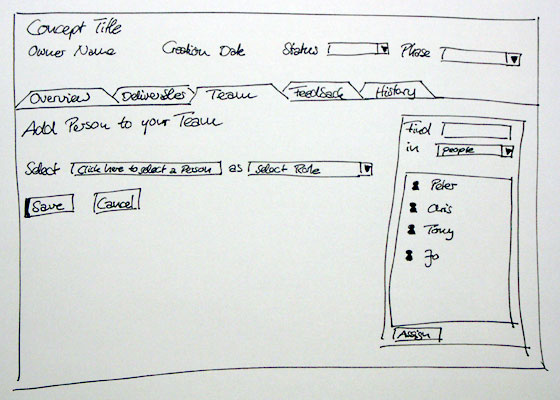 Concept Title
Owner Name Creation Date Status Phase
Overview Deliverables Team Feedback History
Add Person to your Team
Select Click here to select a Person as Select Role
Save Cancel
Find
in people
Peter
Chris
Tony
Jo
Assign